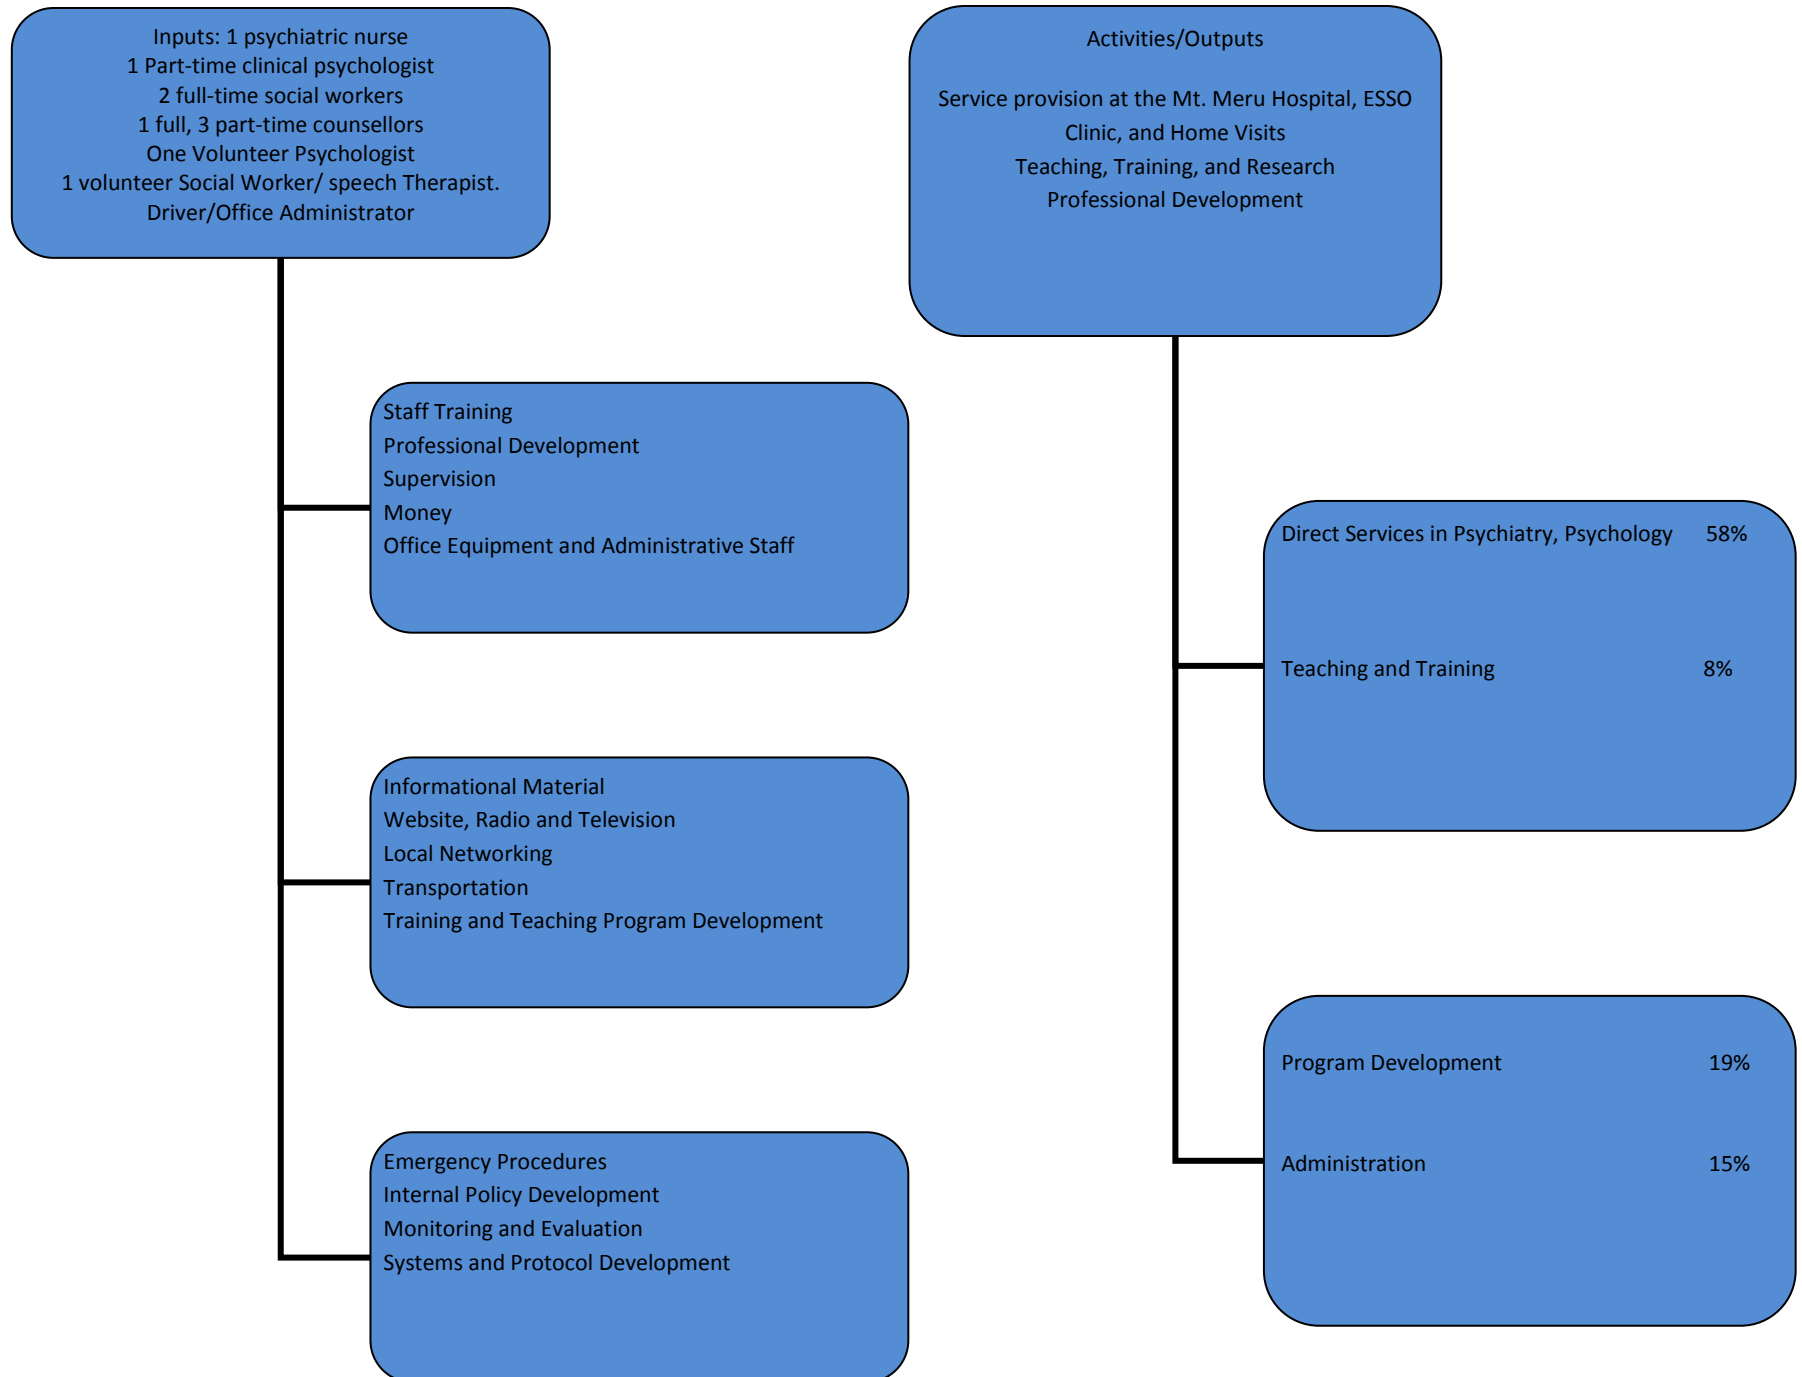 Inputs: 1 psychiatric nurse
1 Part-time clinical psychologist
2 full-time social workers
1 full, 3 part-time counsellors
One Volunteer Psychologist
1 volunteer Social Worker/ speech Therapist.
Driver/Office Administrator
Staff Training
Professional Development
Supervision
Money
Office Equipment and Administrative Staff
Informational Material
Website, Radio and Television
Local Networking
Transportation
Training and Teaching Program Development
Emergency Procedures
Internal Policy Development
Monitoring and Evaluation
Systems and Protocol Development
Activities/Outputs
Service provision at the Mt. Meru Hospital, ESSO
Clinic, and Home Visits
Teaching, Training, and Research
Professional Development
Direct Services in Psychiatry, Psychology 58%
Teaching and Training 8%
Program Development 19%
Administration 15%